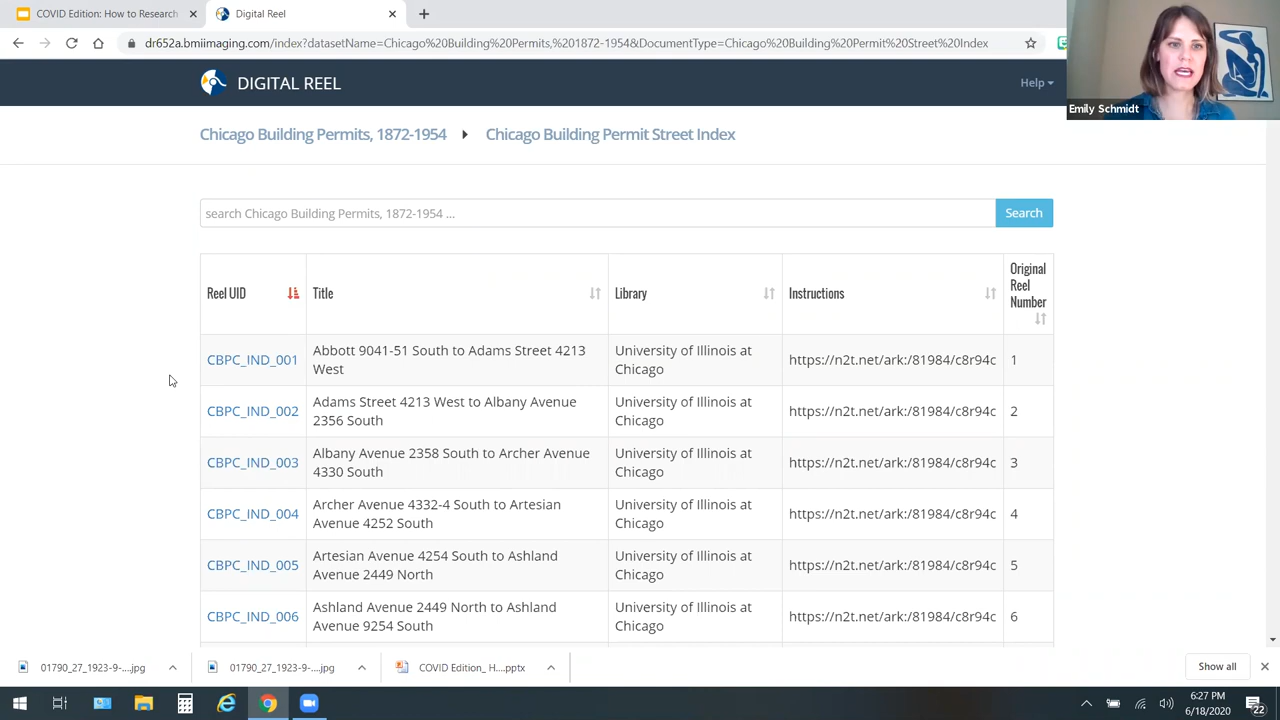 COVID Edition: How to Research
Digital Reel
dr652a.bmiimaging.com/index?datasetName=Chicago%20Building%20Permits,%201872-1954&DocumentType=Chicago%20Building%20Permit%20Street%20Index
DIGITAL REEL
Help
Emily Schmidt
Chicago Building Permits, 1872-1954
Chicago Building Permit Street Index
search Chicago Building Permits, 1872-1954 ...
Search
Reel UID
Title
Library
Instructions
Original
Reel
Number
CBPC_IND_001
Abbott 9041-51 South to Adams Street 4213
West
University of Illinois at
Chicago
https://n2t.net/ark:/81984/c8r94c
1
CBPC_IND_002
Adams Street 4213 West to Albany Avenue
2356 South
University of Illinois at
Chicago
https://n2t.net/ark:/81984/c8r94c
2
CBPC_IND_003
Albany Avenue 2358 South to Archer Avenue
4330 South
University of Illinois at
Chicago
https://n2t.net/ark:/81984/c8r94c
3
CBPC_IND_004
Archer Avenue 4332-4 South to Artesian
Avenue 4252 South
University of Illinois at
Chicago
https://n2t.net/ark:/81984/c8r94c
4
CBPC_IND_005
Artesian Avenue 4254 South to Ashland
Avenue 2449 North
University of Illinois at
Chicago
https://n2t.net/ark:/81984/c8r94c
5
CBPC_IND_006
Ashland Avenue 2449 North to Ashland
Avenue 9254 South
University of Illinois at
Chicago
https://n2t.net/ark:/81984/c8r94c
6
01790_27_1923-9-....jpg
01790_27_1923-9-....jpg
COVID Edition_ H....pptx
Show all
6:27 PM
6/18/2020
22